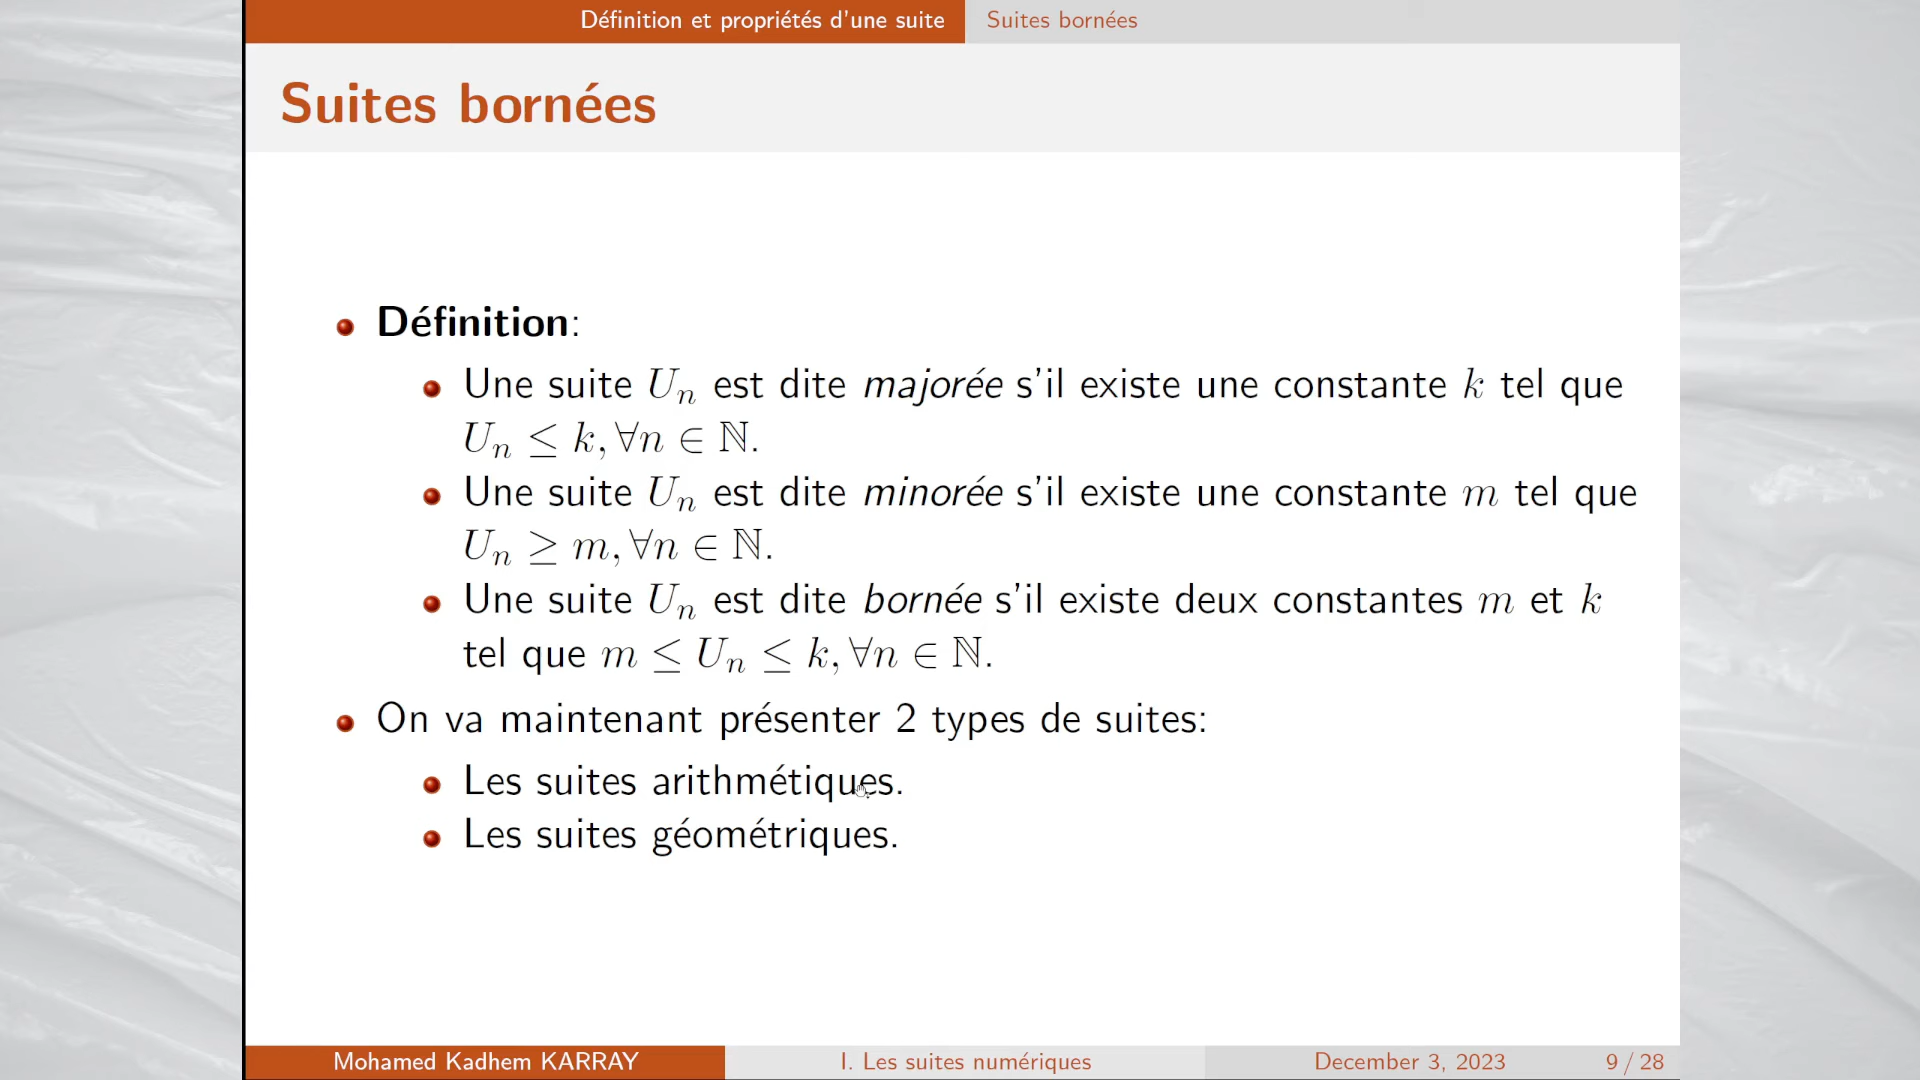 Définition et propriétés d'une suite Suites bornées
Suites bornées
Définition:
Une suite Uₙ est dite majorée s'il existe une constante k tel que
Uₙ ≤ k, ∀n ∈ ℕ.
Une suite Uₙ est dite minorée s'il existe une constante m tel que
Uₙ ≥ m, ∀n ∈ ℕ.
Une suite Uₙ est dite bornée s'il existe deux constantes m et k
tel que m ≤ Uₙ ≤ k, ∀n ∈ ℕ.
On va maintenant présenter 2 types de suites:
Les suites arithmétiques.
Les suites géométriques.
Mohamed Kadhem KARRAY I. Les suites numériques December 3, 2023 9 / 28